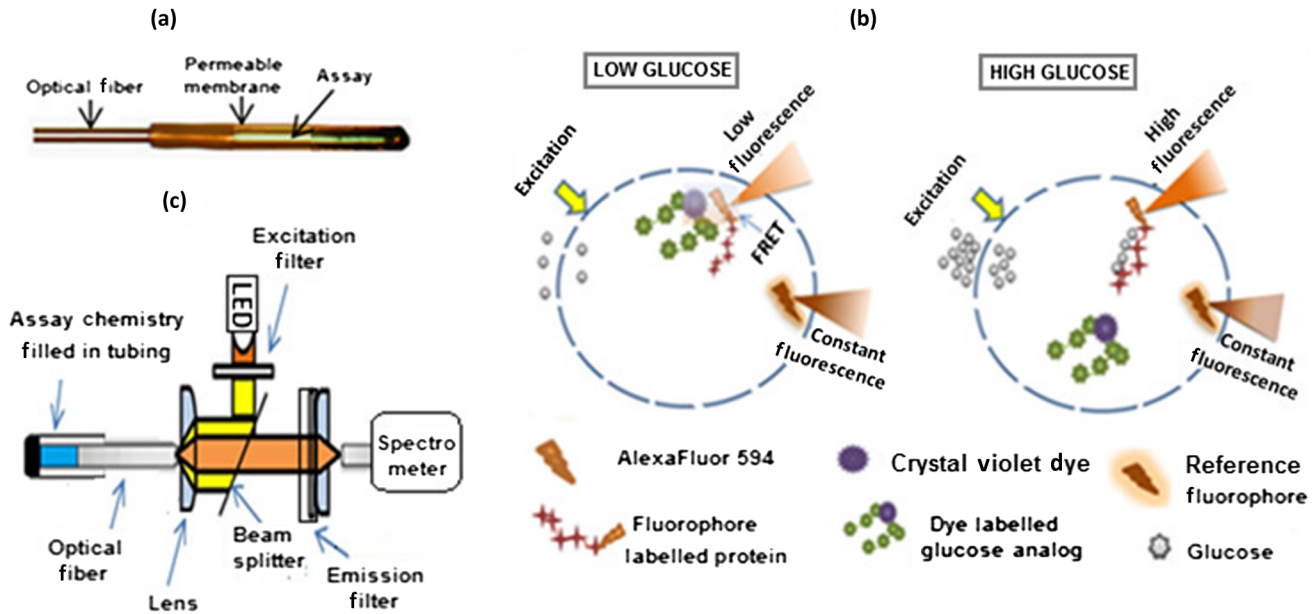 (a)
Optical fiber
Permeable
membrane
Assay
(b)
LOW GLUCOSE
Excitation
Low
fluorescence
FRET
Constant
fluorescence
HIGH GLUCOSE
Excitation
High
fluorescence
Constant
fluorescence
(c)
Excitation
filter
LED
Assay chemistry
filled in tubing
Spectro
meter
Optical
fiber
Lens
Beam
splitter
Emission
filter
AlexaFluor 594
Crystal violet dye
Reference
fluorophore
Fluorophore
labelled protein
Dye labelled
glucose analog
Glucose